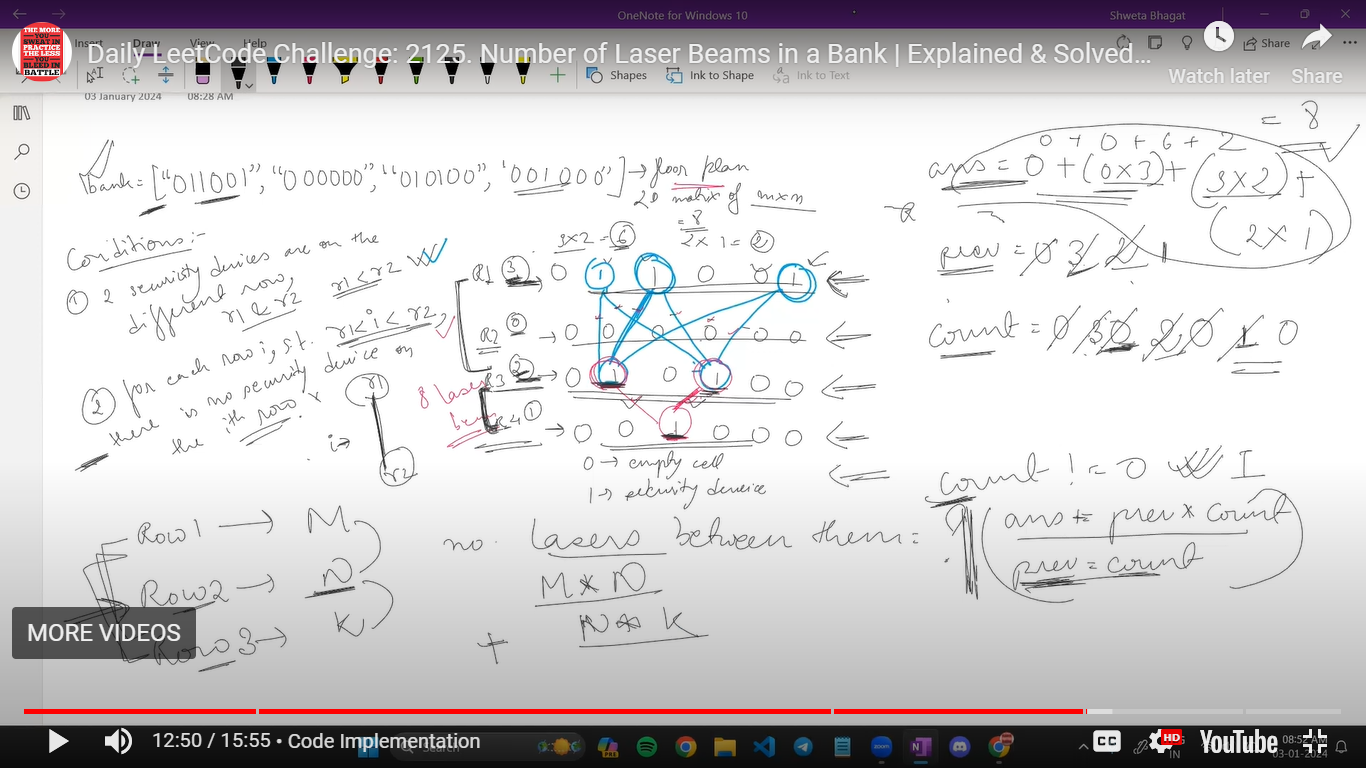 OneNote for Windows 10
Shweta Bhagat
THE MORE YOU SWEAT IN PRACTICE THE LESS YOU BLEED IN BATTLE
Daily LeetCode Challenge: 2125. Number of Laser Beams in a Bank | Explained & Solved...
Insert Draw View Help
Share
Watch later Share
Shapes Ink to Shape Ink to Text
03 January 2024 08:28 AM
bank = ["011001", "000000", "010100", "001000"] → floor plan
2D matrix of m×n
= 8
0 + 0 + 6 + 2
ans = 0 + (0×3) + (3×2) + (2×1)
prev = 0 3 2 1
count = 0 3 0 2 0 1 0
Conditions:-
① 2 security devices are on the
different row,
r1 & r2 r1<r2
② for each row i, s.t. r1<i<r2,
there is no security device on
the ith row.
r1
i→
r2
= 8
3×2 = 6 2×1 = 2
R1 3 → 0 1 1 0 0 1
R2 0 → 0 0 0 0 0 0
R3 2 → 0 1 0 1 0 0
R4 1 → 0 0 1 0 0 0
8 laser
0 → empty cell
1 → security device
count != 0
ans += prev * count
prev = count
Row1 → M
Row2 → N
Row3 → K
no. lasers between them =
M * N
+ N * K
MORE VIDEOS
12:50 / 15:55 • Code Implementation
Search
CC HD YouTube
08:52 AM
IN 03-01-2024